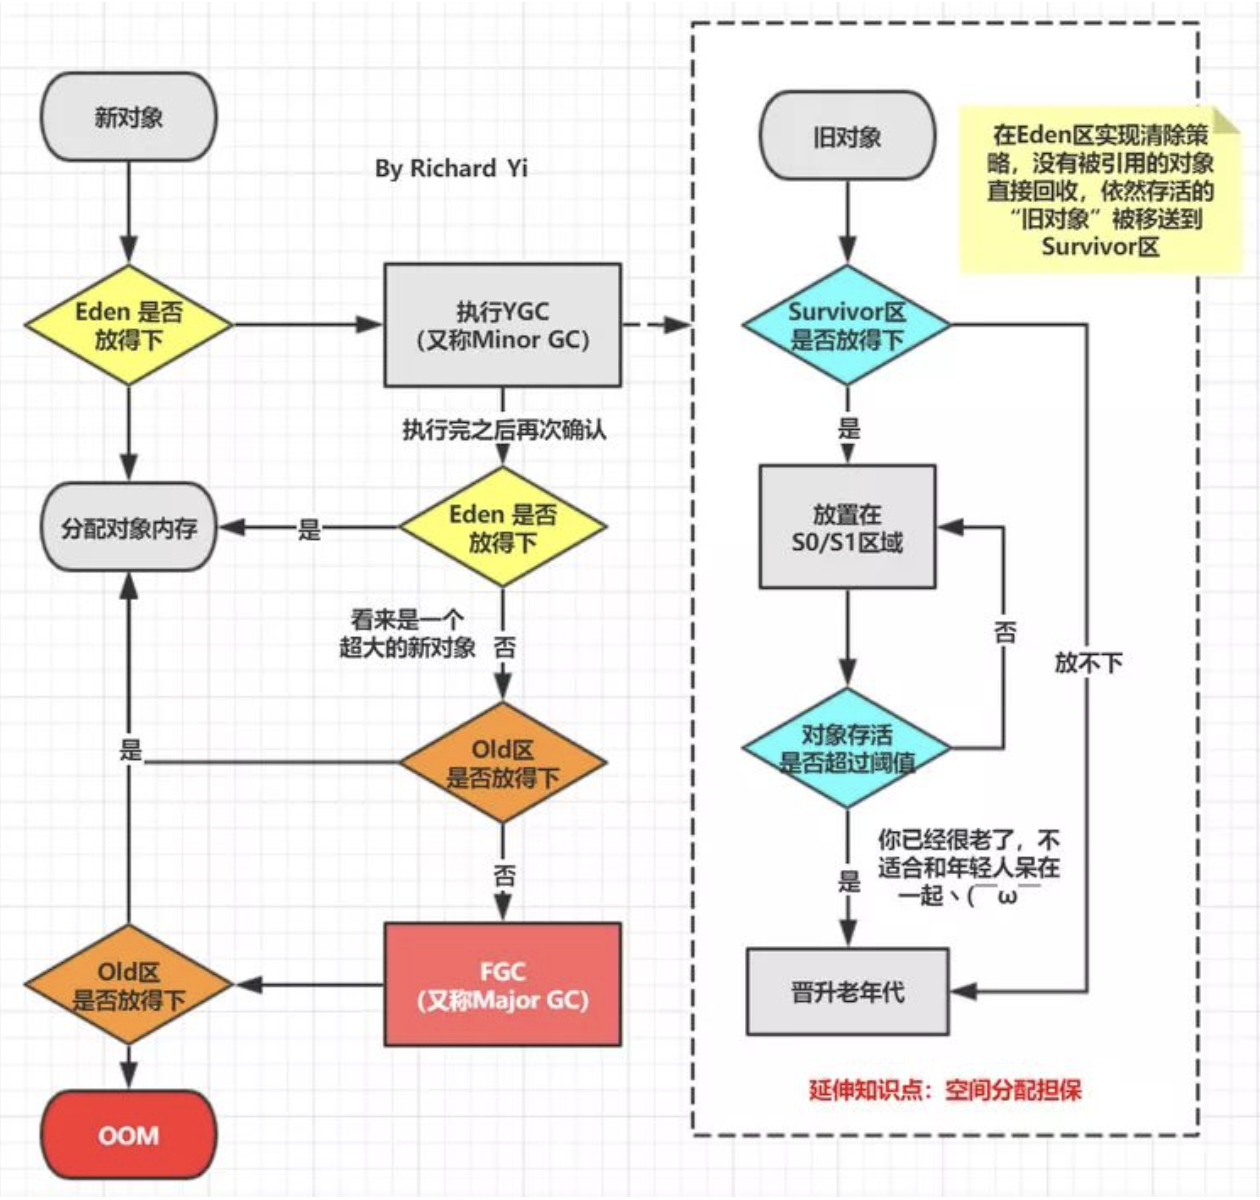 新对象
By Richard Yi
Eden 是否
放得下
执行YGC
（又称Minor GC）
执行完之后再次确认
分配对象内存
是
Eden 是否
放得下
看来是一个
超大的新对象
否
是
Old区
是否放得下
否
Old区
是否放得下
FGC
（又称Major GC）
OOM
旧对象
在Eden区实现清除策
略，没有被引用的对象
直接回收，依然存活的
“旧对象”被移送到
Survivor区
Survivor区
是否放得下
是
放置在
S0/S1区域
否
放不下
对象存活
是否超过阈值
是
你已经很老了，不
适合和年轻人呆在
一起丶(￣ω￣
晋升老年代
延伸知识点：空间分配担保